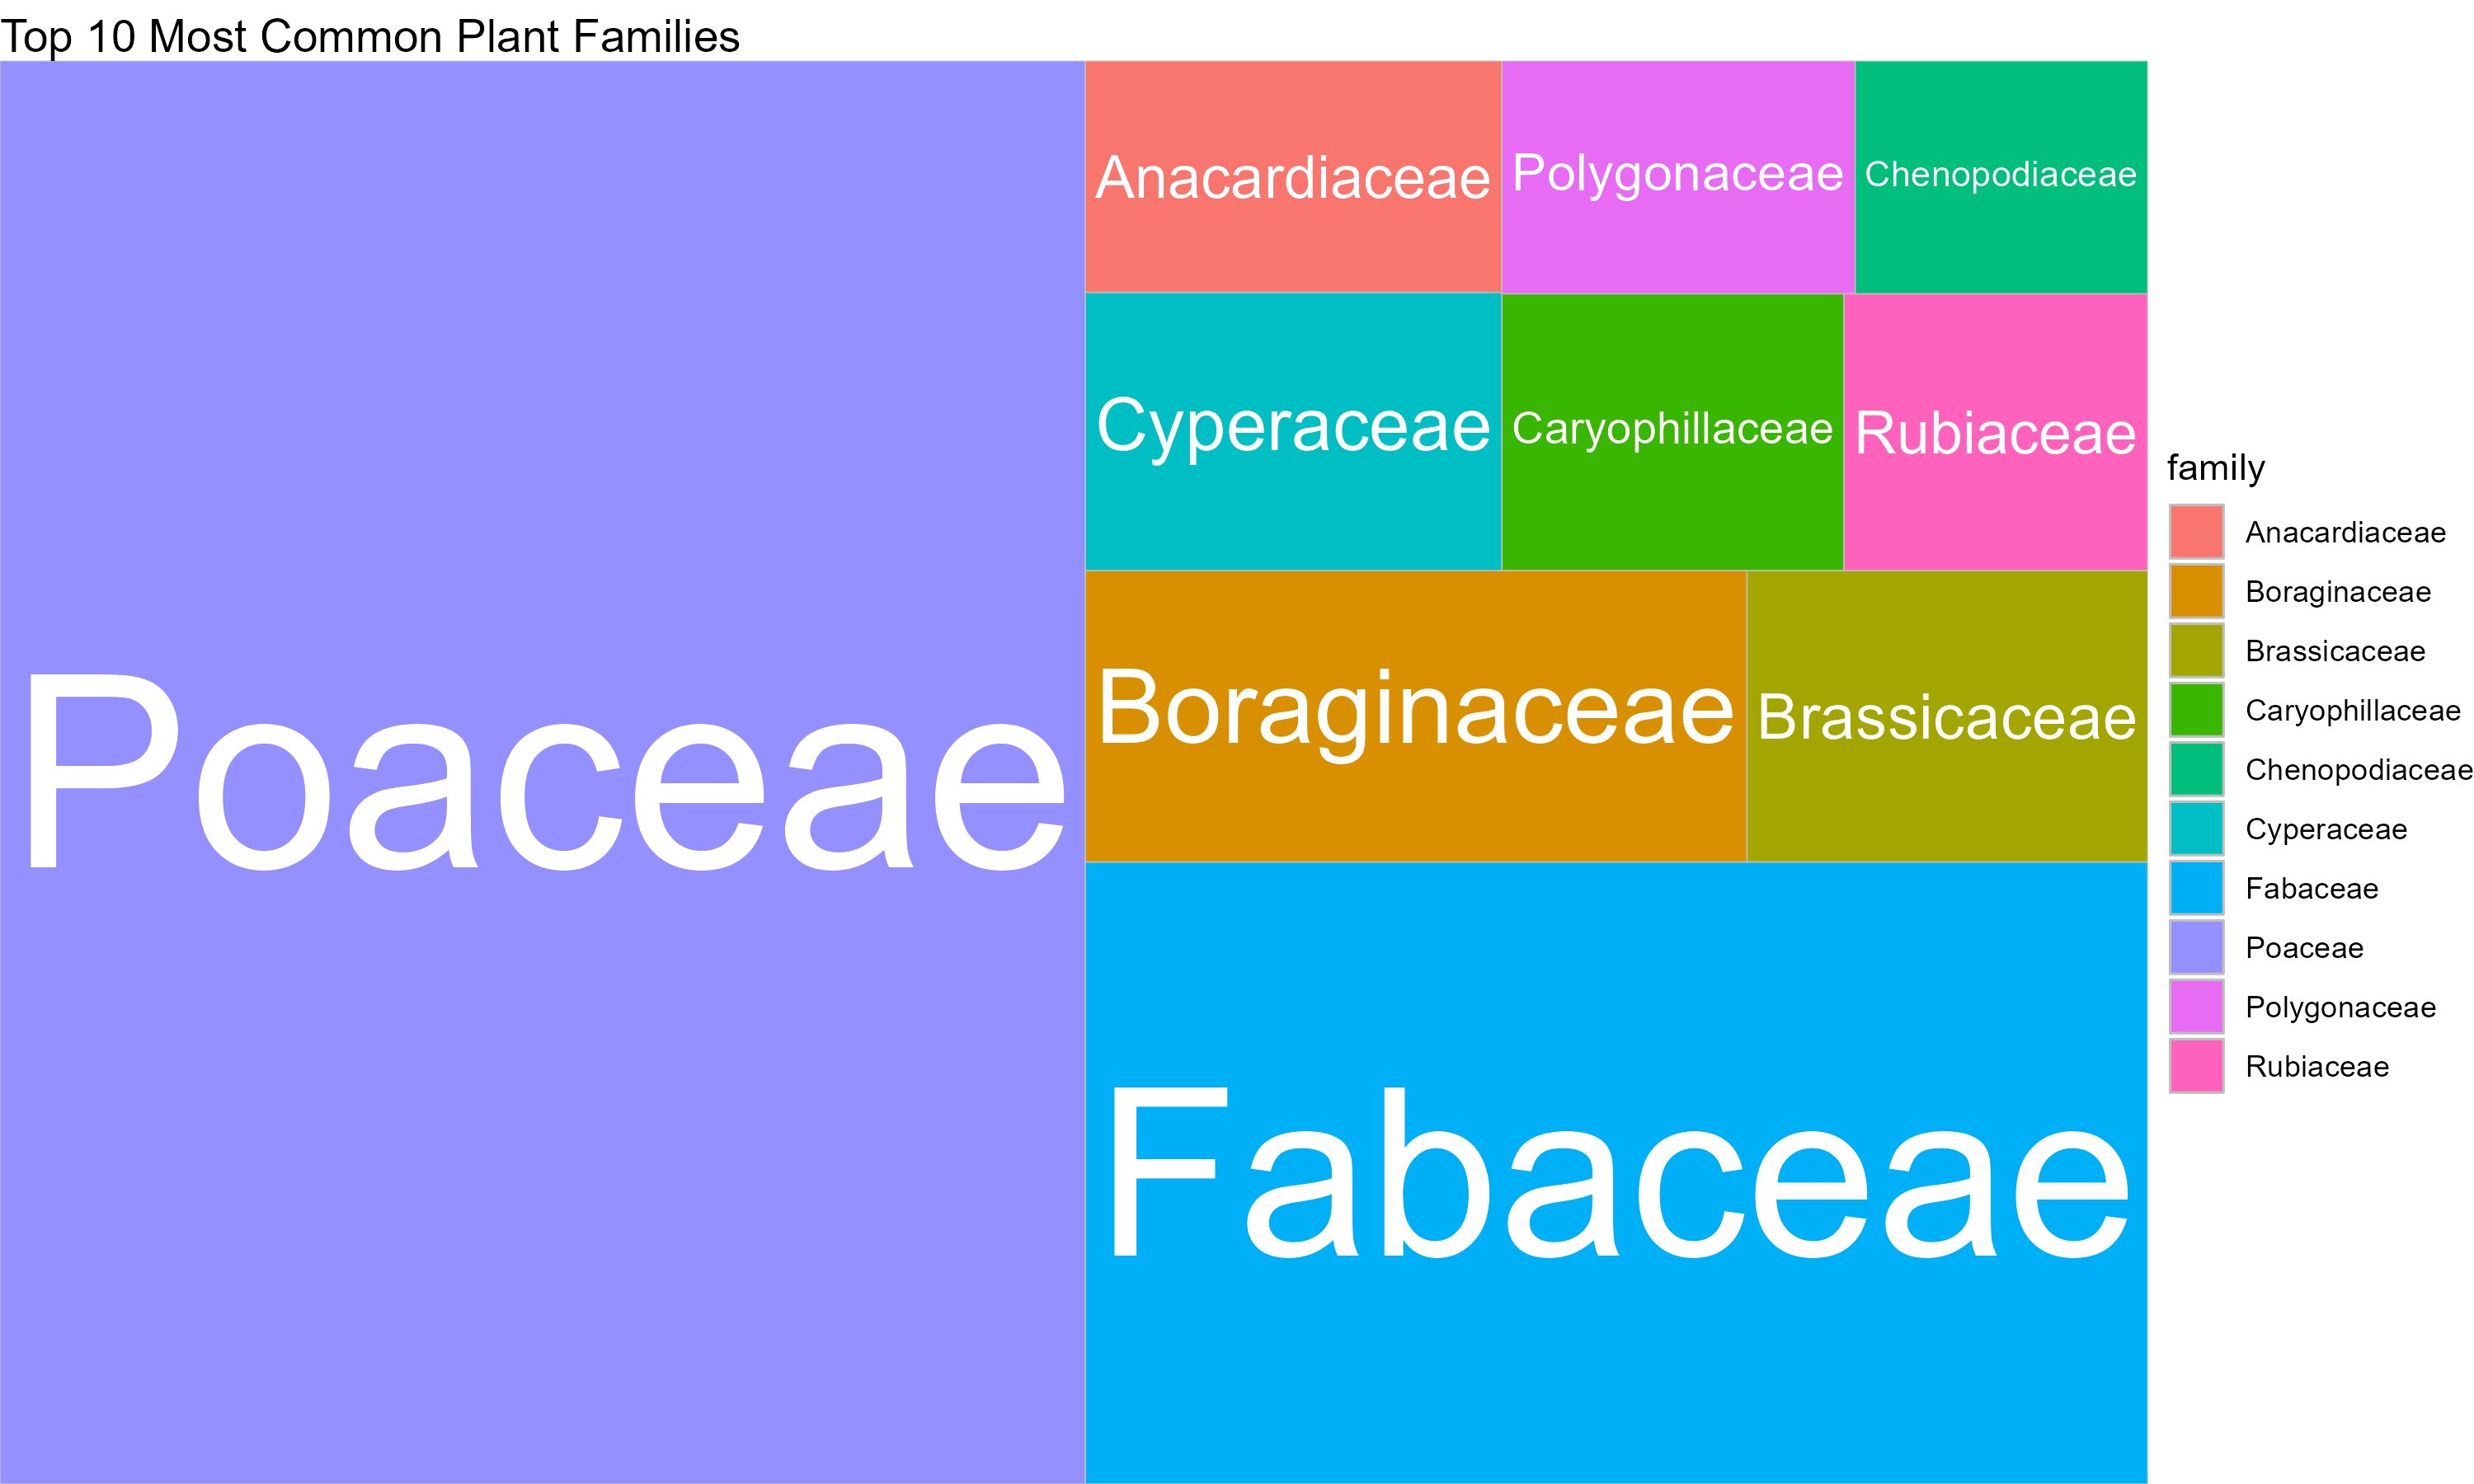 Top 10 Most Common Plant Families
Poaceae
Anacardiaceae
Polygonaceae
Chenopodiaceae
Cyperaceae
Caryophillaceae
Rubiaceae
Boraginaceae
Brassicaceae
Fabaceae
family
Anacardiaceae
Boraginaceae
Brassicaceae
Caryophillaceae
Chenopodiaceae
Cyperaceae
Fabaceae
Poaceae
Polygonaceae
Rubiaceae